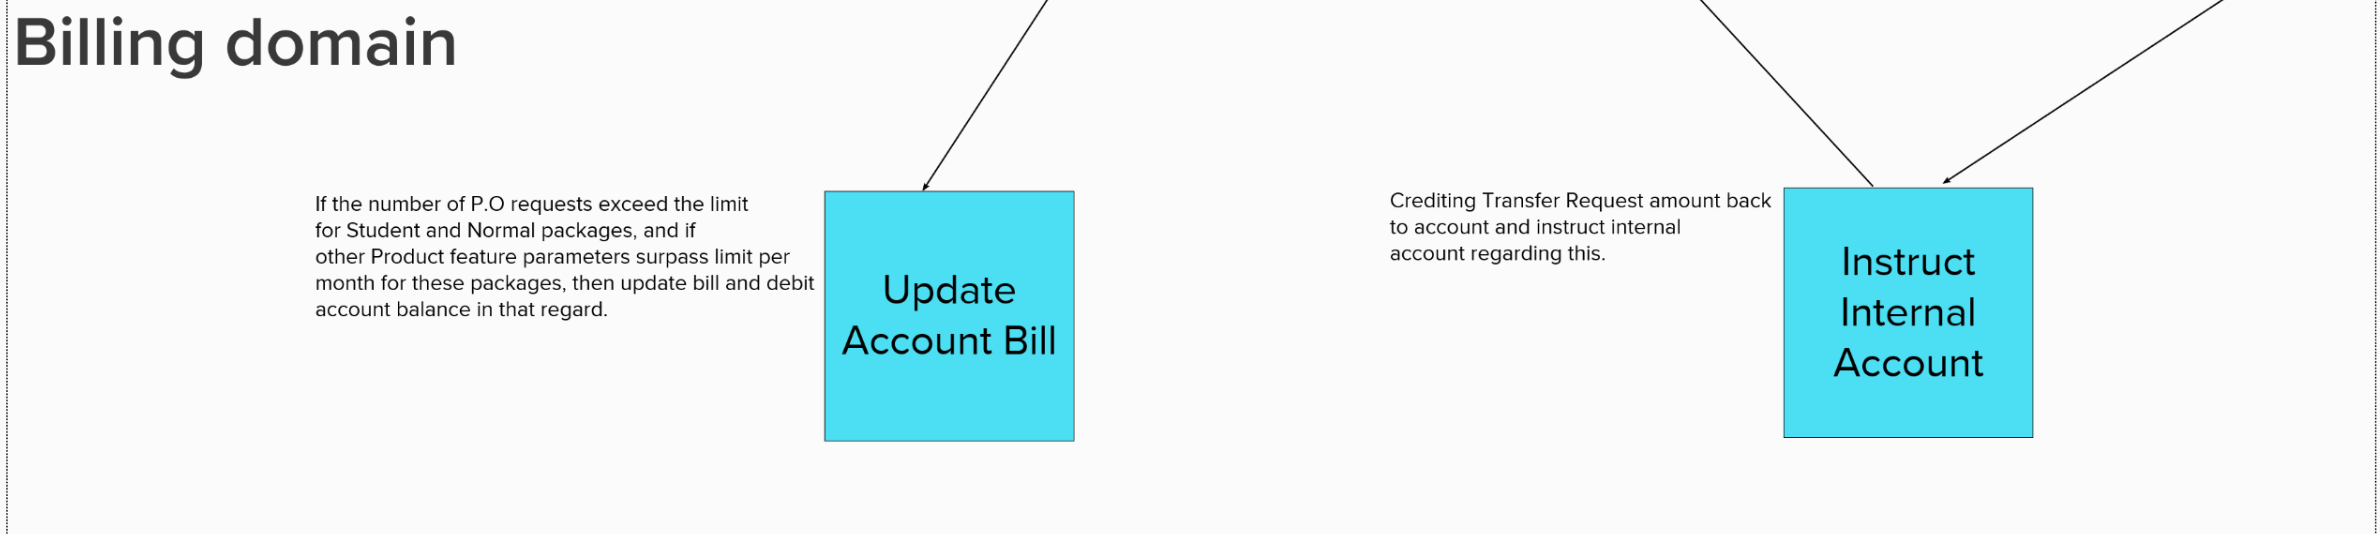 Billing domain
If the number of P.O requests exceed the limit
for Student and Normal packages, and if
other Product feature parameters surpass limit per
month for these packages, then update bill and debit
account balance in that regard.
Update
Account Bill
Crediting Transfer Request amount back
to account and instruct internal
account regarding this.
Instruct
Internal
Account